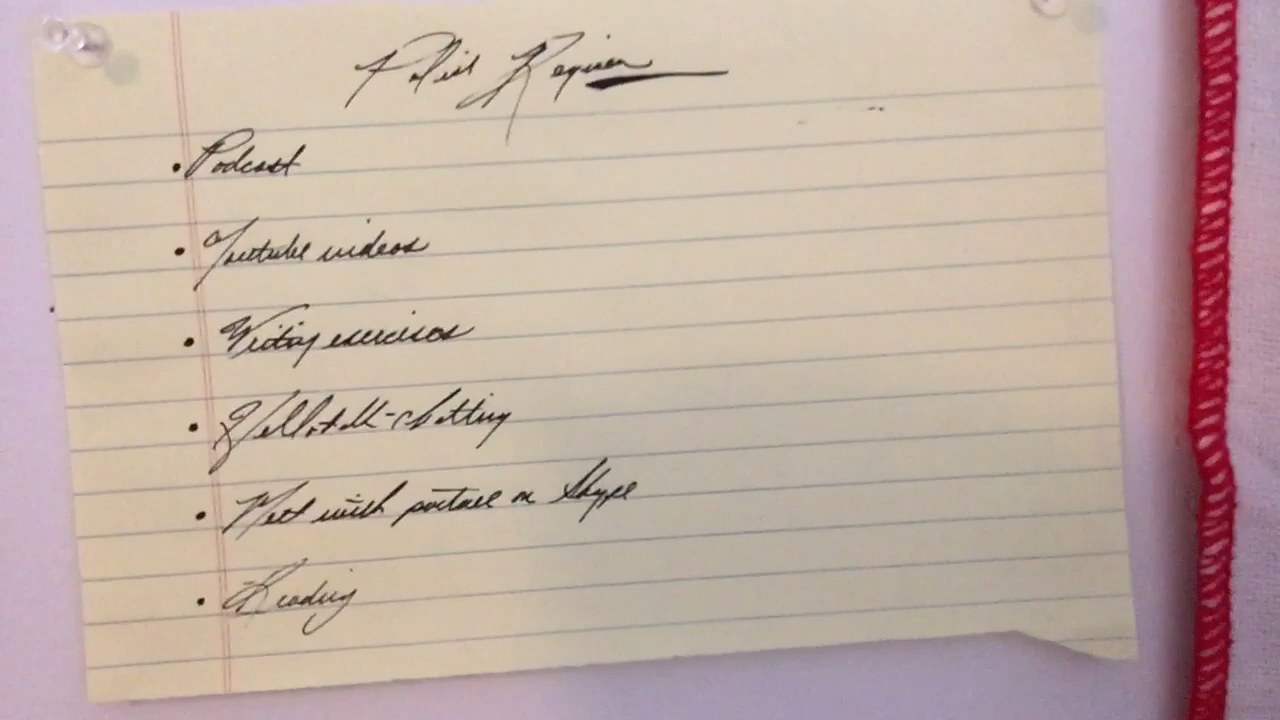 Polish Regimen
• Podcast
• Youtube videos
• Writing exercises
• Hellotalk-chatting
• Meet with partner on Skype
• Reading